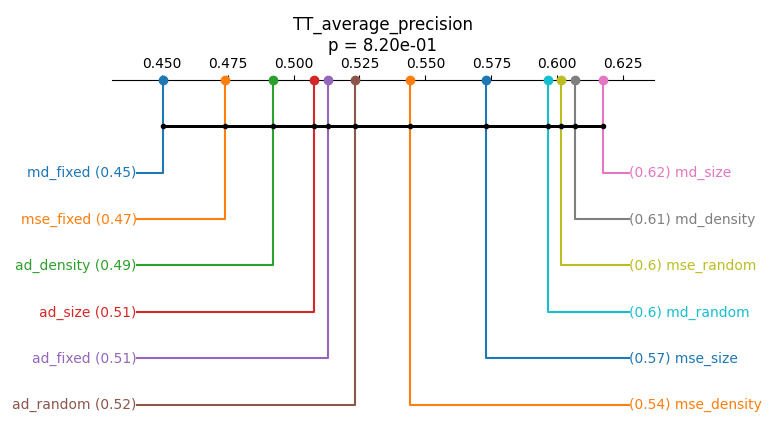 TT_average_precision
p = 8.20e-01
0.450 0.475 0.500 0.525 0.550 0.575 0.600 0.625
md_fixed (0.45) (0.62) md_size
mse_fixed (0.47) (0.61) md_density
ad_density (0.49) (0.6) mse_random
ad_size (0.51) (0.6) md_random
ad_fixed (0.51) (0.57) mse_size
ad_random (0.52) (0.54) mse_density